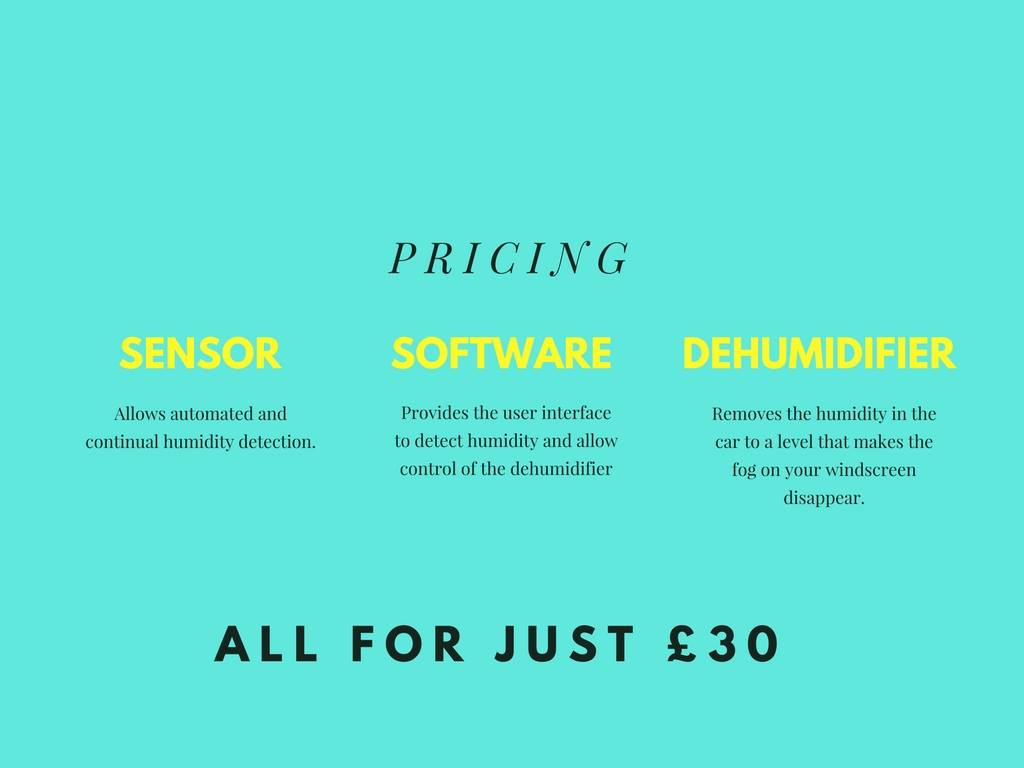 PRICING
SENSOR
Allows automated and
continual humidity detection.
SOFTWARE
Provides the user interface
to detect humidity and allow
control of the dehumidifier
DEHUMIDIFIER
Removes the humidity in the
car to a level that makes the
fog on your windscreen
disappear.
ALL FOR JUST £30